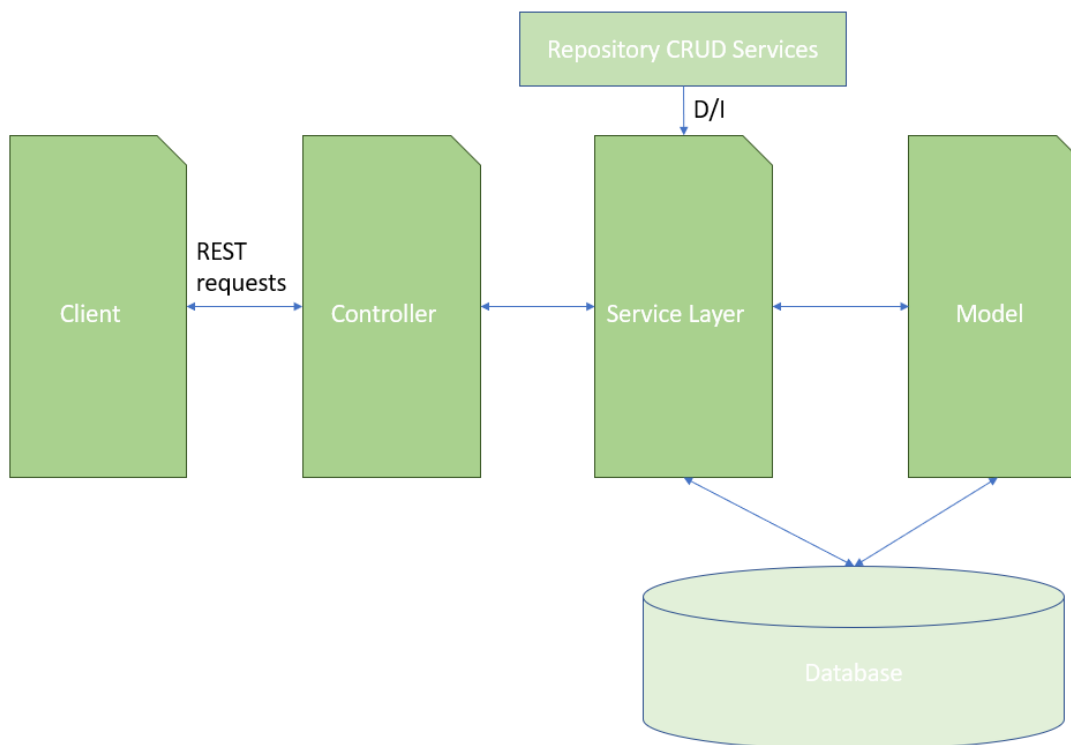 Repository CRUD Services
D/I
REST
requests
Client
Controller
Service Layer
Model
Database